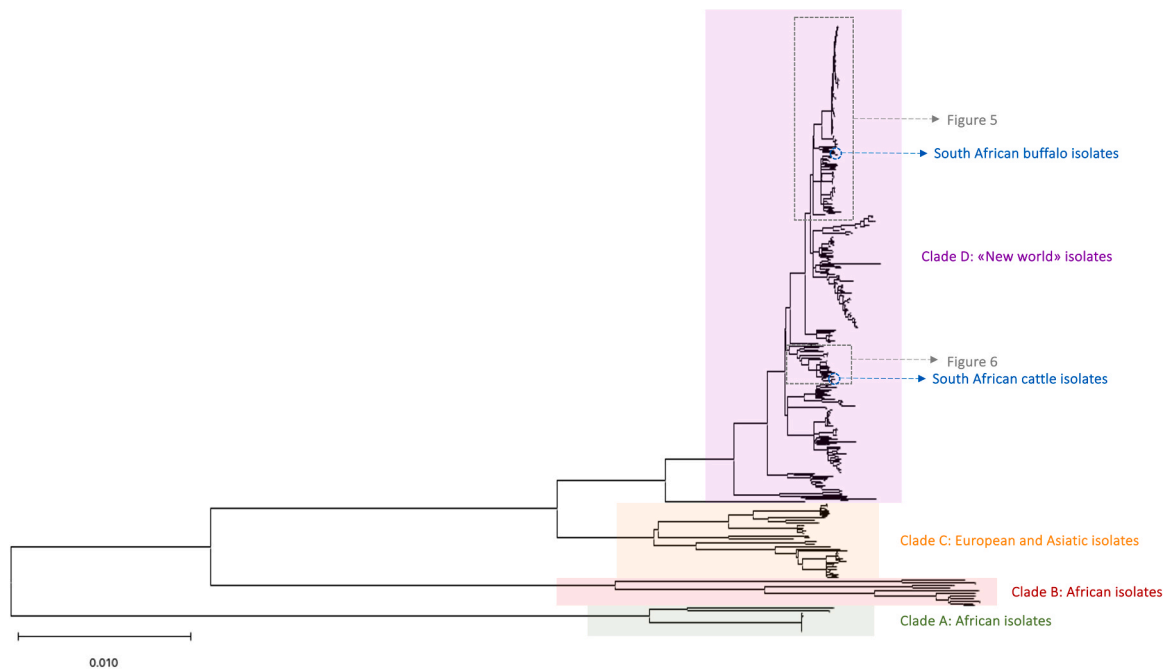 Figure 5
South African buffalo isolates
Clade D: «New world» isolates
Figure 6
South African cattle isolates
Clade C: European and Asiatic isolates
Clade B: African isolates
Clade A: African isolates
0.010